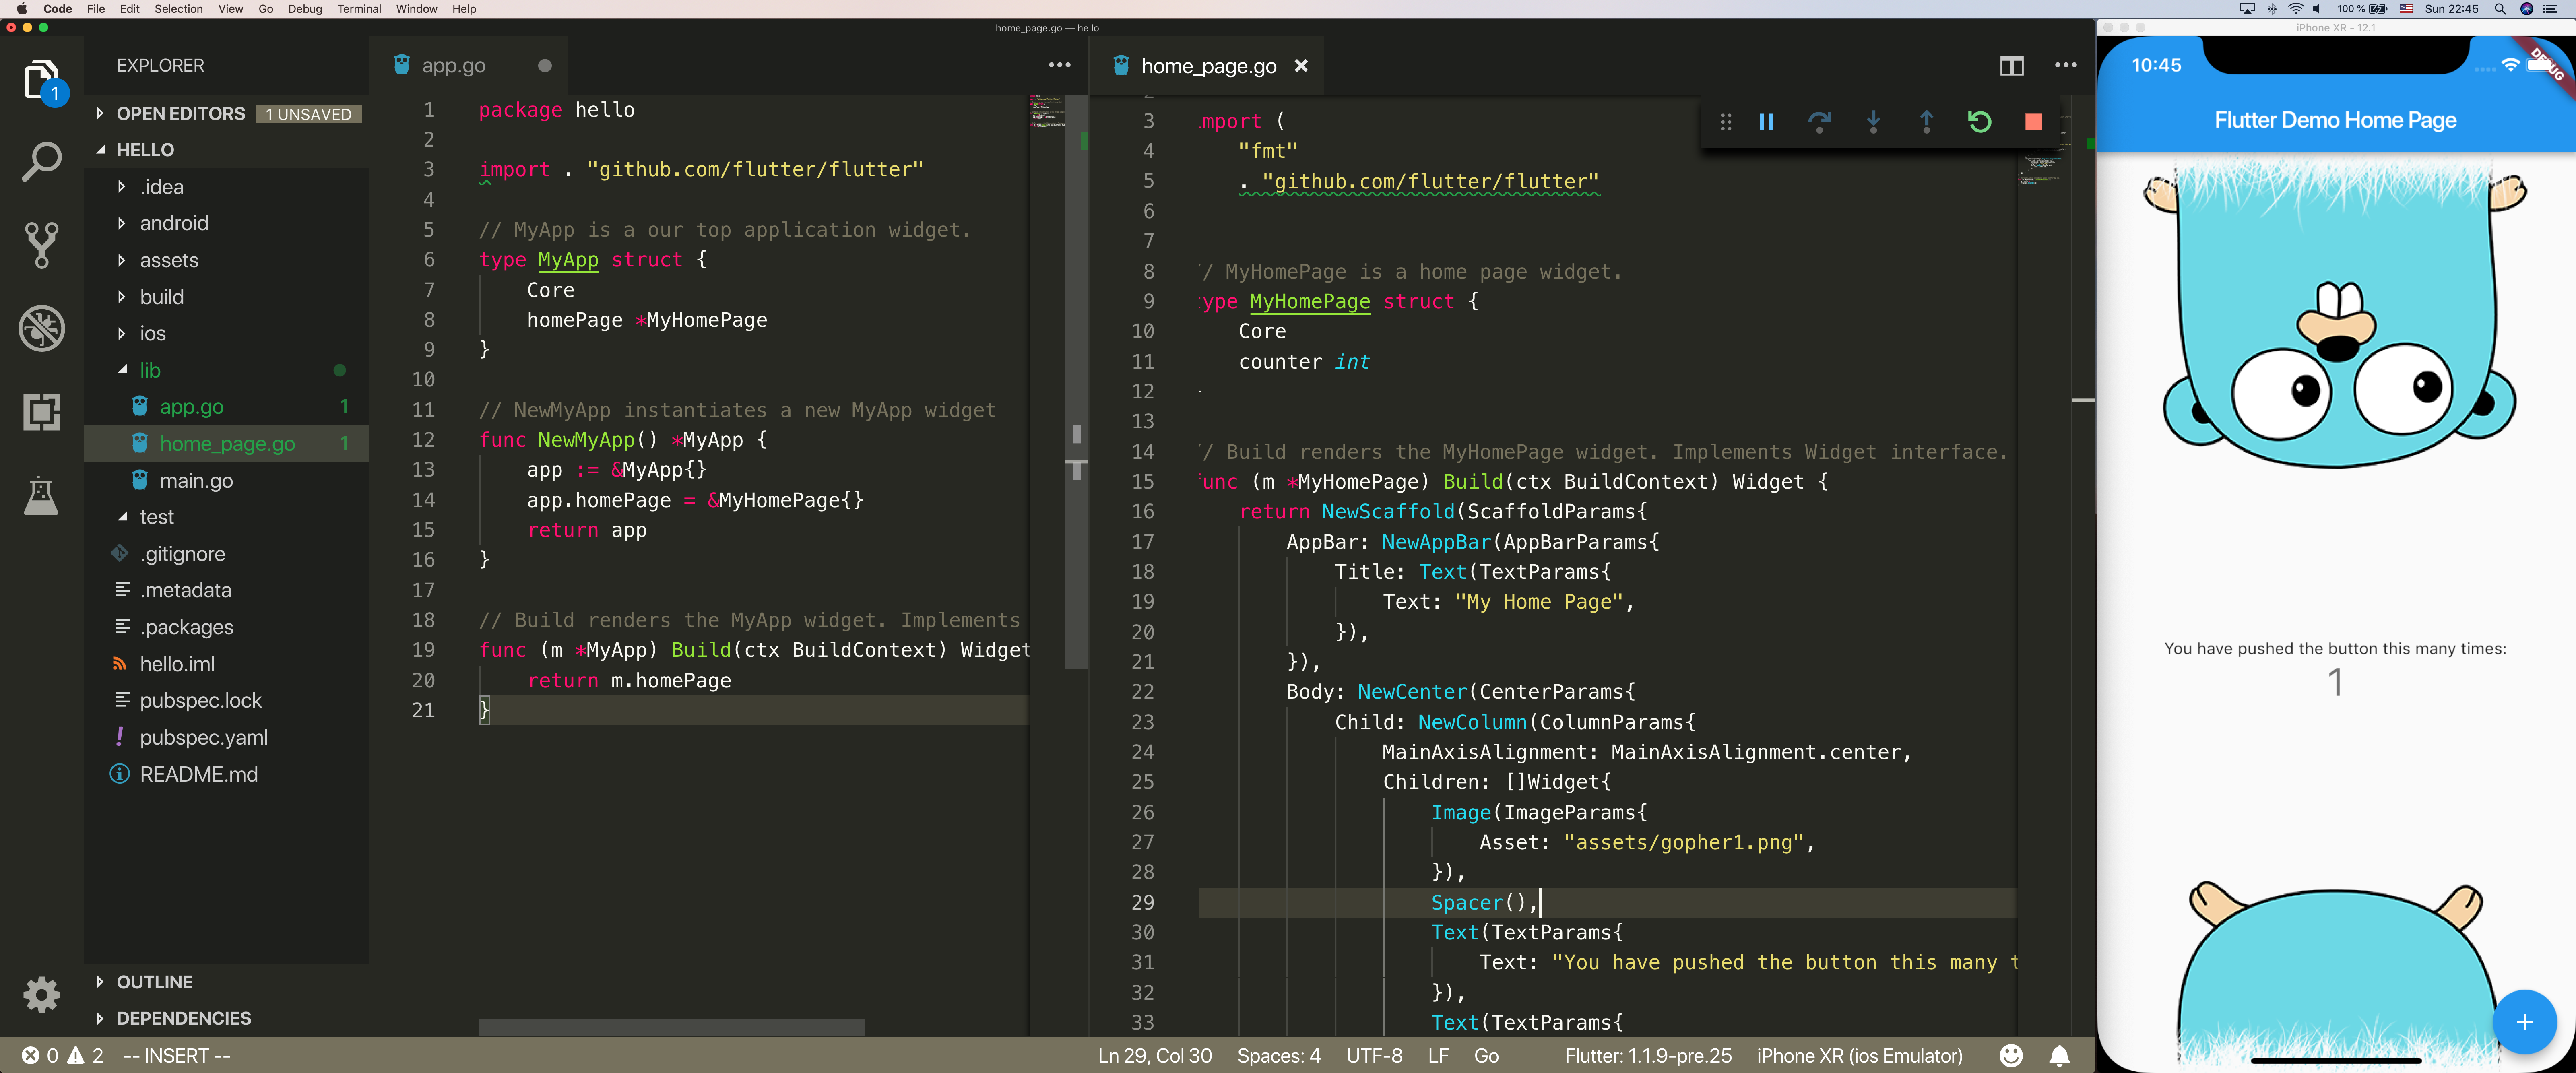 Code File Edit Selection View Go Debug Terminal Window Help
100 % Sun 22:45
home_page.go — hello
iPhone XR - 12.1
1
EXPLORER
OPEN EDITORS 1 UNSAVED
HELLO
.idea
android
assets
build
ios
lib
app.go 1
home_page.go 1
main.go
test
.gitignore
.metadata
.packages
hello.iml
pubspec.lock
pubspec.yaml
README.md
OUTLINE
DEPENDENCIES
app.go
1 package hello
2
3 import . "github.com/flutter/flutter"
4
5 // MyApp is a our top application widget.
6 type MyApp struct {
7 Core
8 homePage *MyHomePage
9 }
10
11 // NewMyApp instantiates a new MyApp widget
12 func NewMyApp() *MyApp {
13 app := &MyApp{}
14 app.homePage = &MyHomePage{}
15 return app
16 }
17
18 // Build renders the MyApp widget. Implements
19 func (m *MyApp) Build(ctx BuildContext) Widget
20 return m.homePage
21 }
home_page.go
3 mport (
4 "fmt"
5 . "github.com/flutter/flutter"
6
7
8 / MyHomePage is a home page widget.
9 ype MyHomePage struct {
10 Core
11 counter int
12
13
14 / Build renders the MyHomePage widget. Implements Widget interface.
15 unc (m *MyHomePage) Build(ctx BuildContext) Widget {
16 return NewScaffold(ScaffoldParams{
17 AppBar: NewAppBar(AppBarParams{
18 Title: Text(TextParams{
19 Text: "My Home Page",
20 }),
21 }),
22 Body: NewCenter(CenterParams{
23 Child: NewColumn(ColumnParams{
24 MainAxisAlignment: MainAxisAlignment.center,
25 Children: []Widget{
26 Image(ImageParams{
27 Asset: "assets/gopher1.png",
28 }),
29 Spacer(),
30 Text(TextParams{
31 Text: "You have pushed the button this many t
32 }),
33 Text(TextParams{
10:45
DEBUG
Flutter Demo Home Page
You have pushed the button this many times:
1
+
0 2 -- INSERT -- Ln 29, Col 30 Spaces: 4 UTF-8 LF Go Flutter: 1.1.9-pre.25 iPhone XR (ios Emulator)